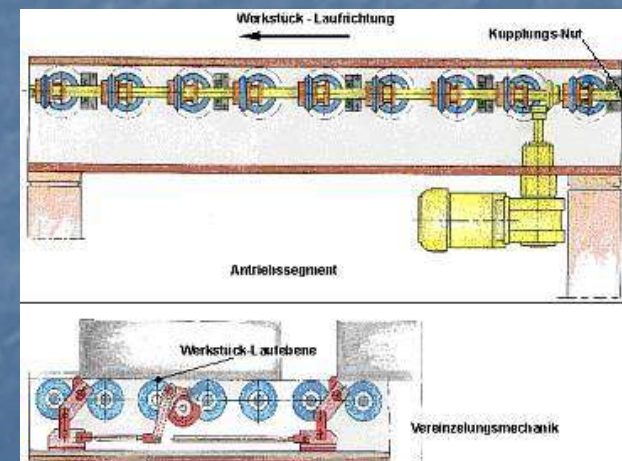 Werkstück - Laufrichtung
Kupplungs-Nut
Antriebssegment
Werkstück-Laufebene
Vereinzelungsmechanik